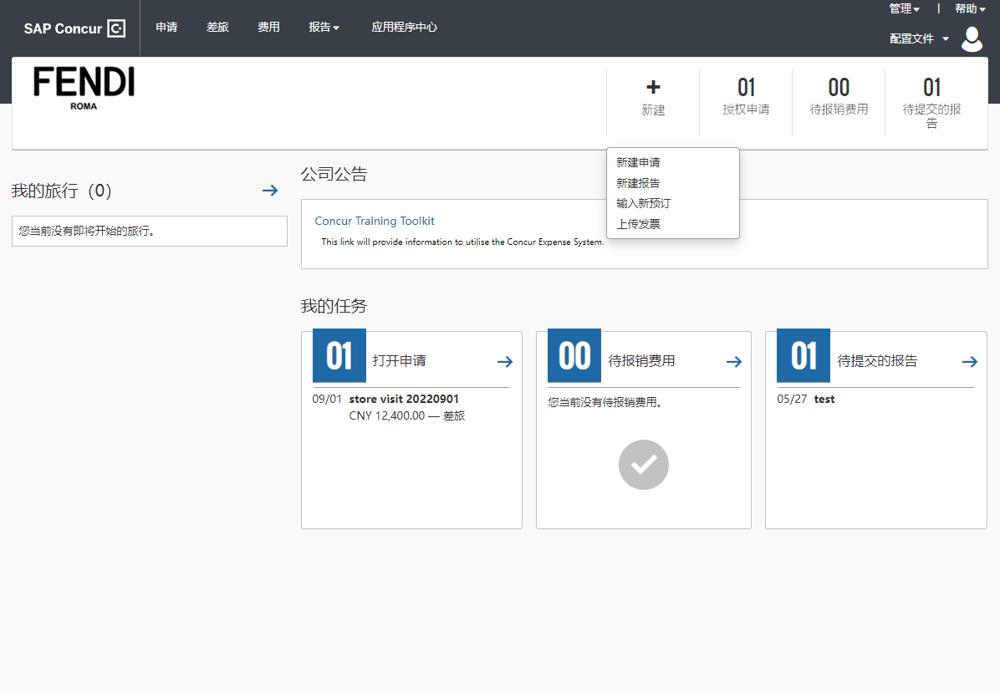 SAP Concur
申请
差旅
费用
报告
应用程序中心
管理
|
帮助
配置文件
FENDI
ROMA
+
新建
01
授权申请
00
待报销费用
01
待提交的报
告
新建申请
新建报告
输入新预订
上传发票
我的旅行（0）
您当前没有即将开始的旅行。
公司公告
Concur Training Toolkit
This link will provide information to utilise the Concur Expense System.
我的任务
01
打开申请
09/01 store visit 20220901
CNY 12,400.00 — 差旅
00
待报销费用
您当前没有待报销费用。
01
待提交的报告
05/27 test